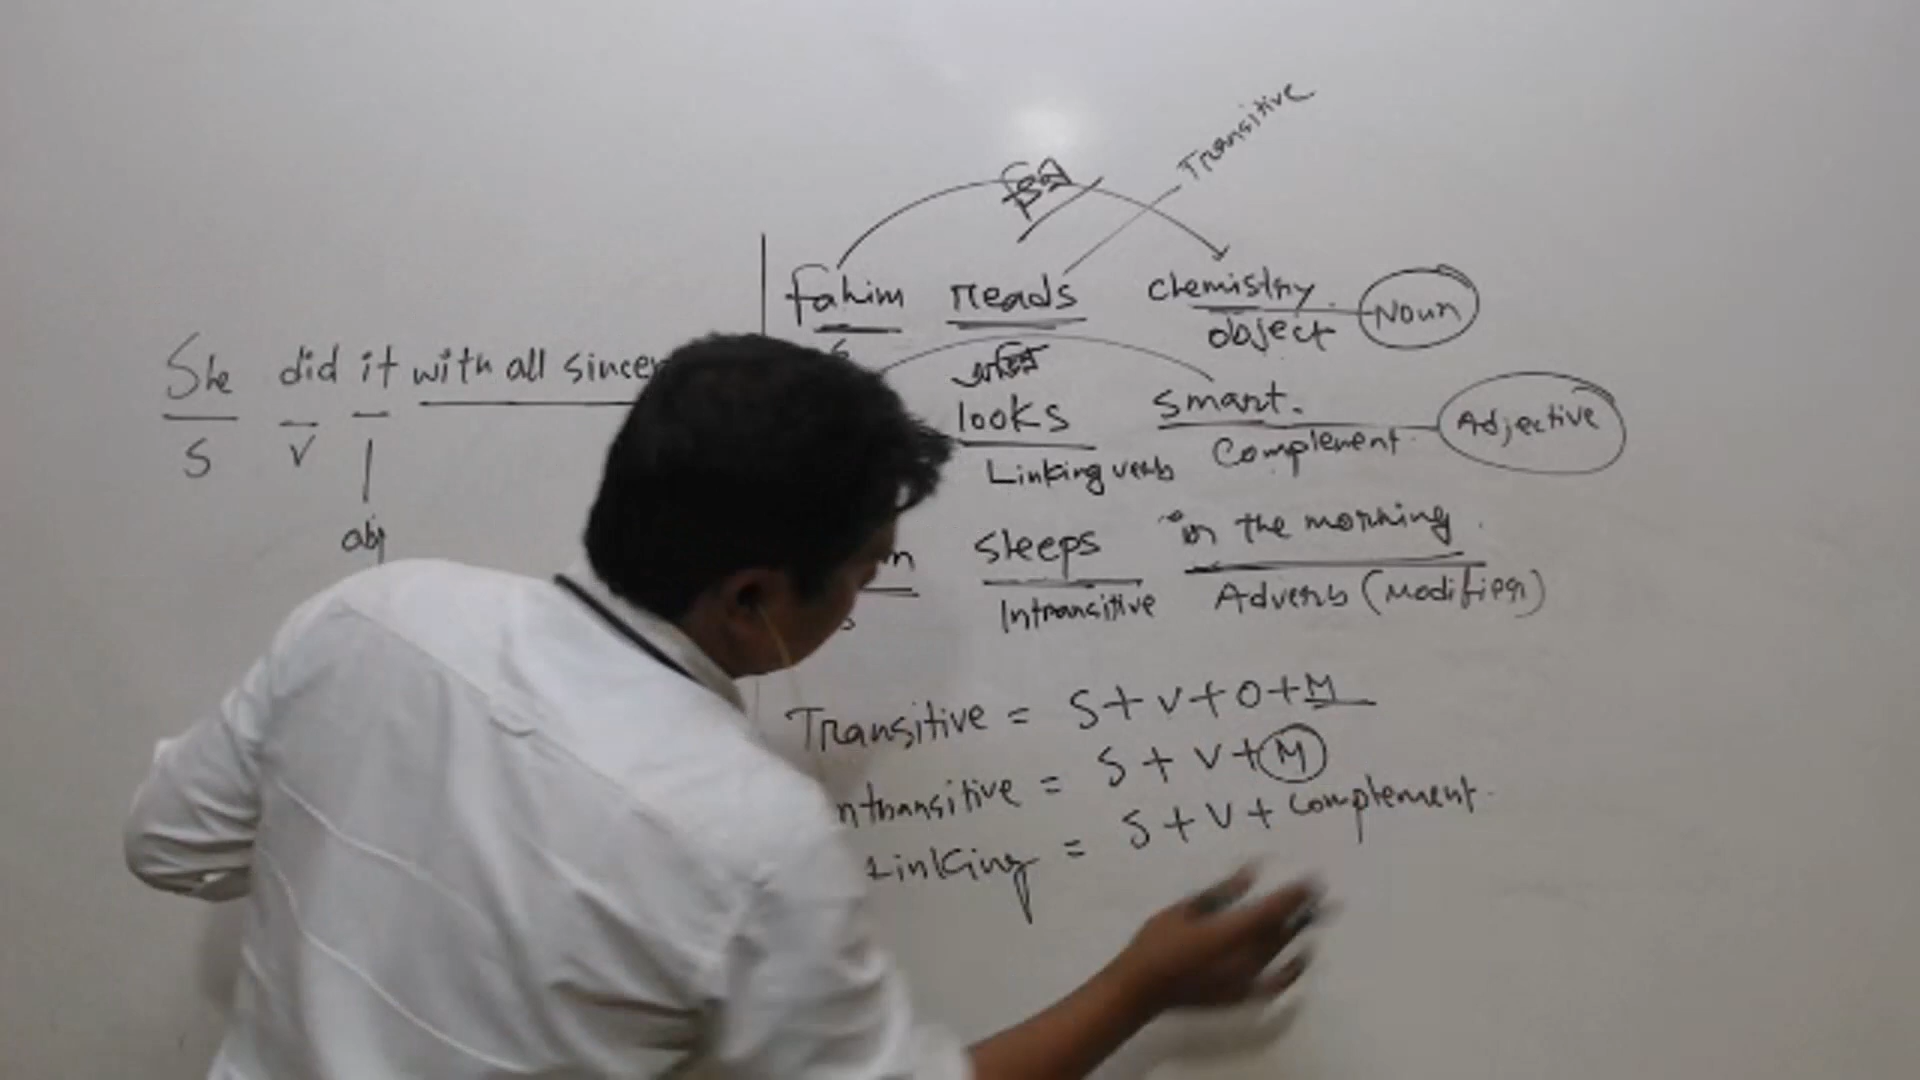 She did it with all
S V
obj
Transitive
Fahim reads chemistry.
object Noun
looks smart.
Linking verb Complement Adjective
sleeps in the morning.
Intransitive Adverb (Modifier)
Transitive = S + V + O + M
ntransitive = S + V + M
Linking = S + V + Complement.